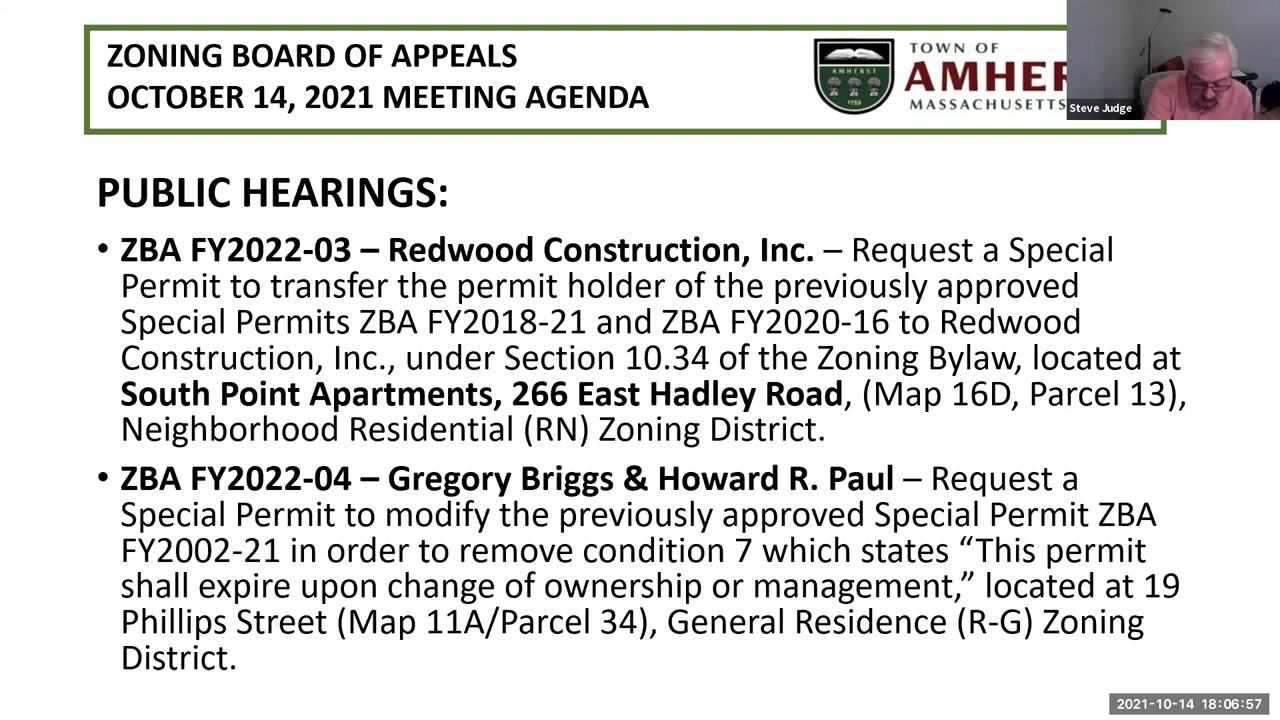 ZONING BOARD OF APPEALS
OCTOBER 14, 2021 MEETING AGENDA
AMHERST
1759
TOWN OF
AMHER
MASSACHUSETTS
Steve Judge
PUBLIC HEARINGS:
• ZBA FY2022-03 – Redwood Construction, Inc. – Request a Special
Permit to transfer the permit holder of the previously approved
Special Permits ZBA FY2018-21 and ZBA FY2020-16 to Redwood
Construction, Inc., under Section 10.34 of the Zoning Bylaw, located at
South Point Apartments, 266 East Hadley Road, (Map 16D, Parcel 13),
Neighborhood Residential (RN) Zoning District.
• ZBA FY2022-04 – Gregory Briggs & Howard R. Paul – Request a
Special Permit to modify the previously approved Special Permit ZBA
FY2002-21 in order to remove condition 7 which states “This permit
shall expire upon change of ownership or management,” located at 19
Phillips Street (Map 11A/Parcel 34), General Residence (R-G) Zoning
District.
2021-10-14 18:06:57